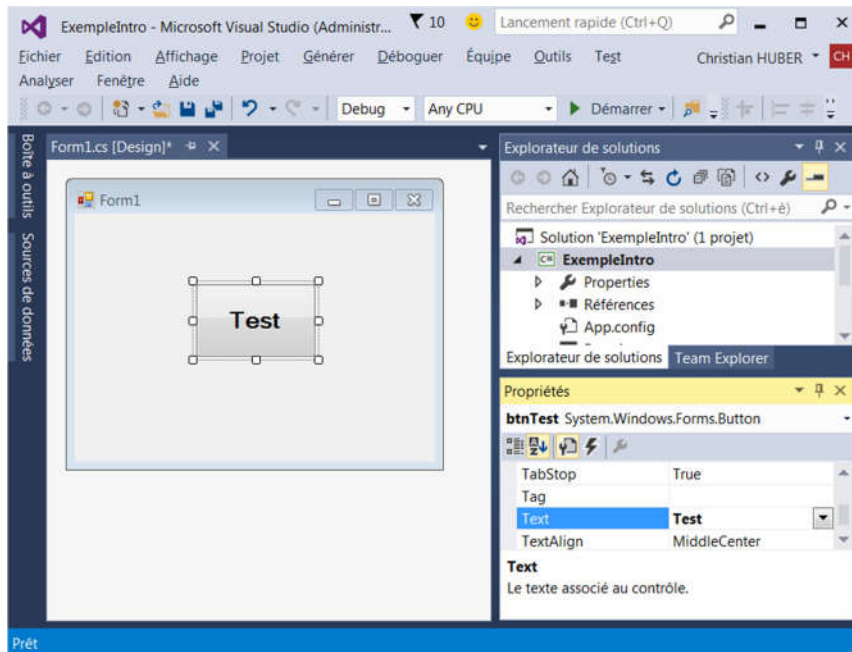 ExempleIntro - Microsoft Visual Studio (Administr... 10 Lancement rapide (Ctrl+Q)
Fichier Edition Affichage Projet Générer Déboguer Équipe Outils Test Christian HUBER CH
Analyser Fenêtre Aide
Debug Any CPU Démarrer
Boîte à outils
Sources de données
Form1.cs [Design]*
Form1
Test
Explorateur de solutions
Rechercher Explorateur de solutions (Ctrl+è)
Solution 'ExempleIntro' (1 projet)
C# ExempleIntro
Properties
Références
App.config
Explorateur de solutions Team Explorer
Propriétés
btnTest System.Windows.Forms.Button
TabStop True
Tag
Text Test
TextAlign MiddleCenter
Text
Le texte associé au contrôle.
Prêt